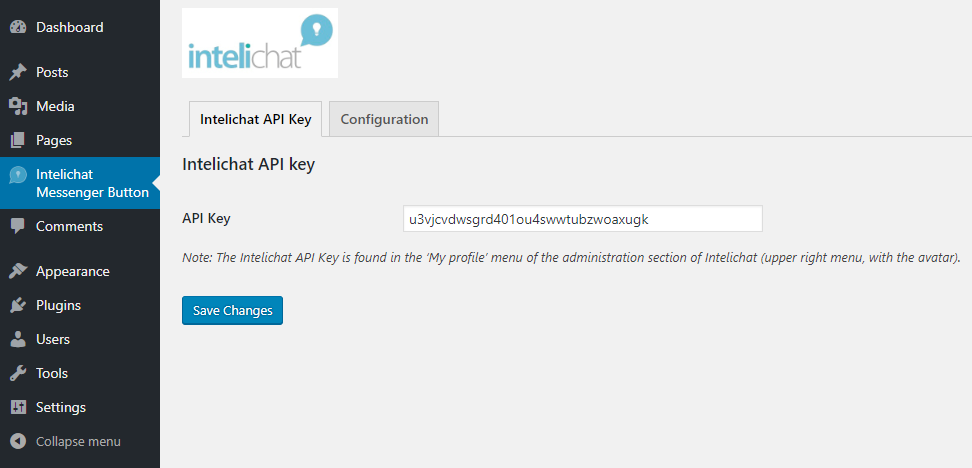 Dashboard
Posts
Media
Pages
Intelichat
Messenger Button
Comments
Appearance
Plugins
Users
Tools
Settings
Collapse menu
intelichat
Intelichat API Key
Configuration
Intelichat API key
API Key
u3vjcvdwsgrd401ou4swwtubzwoaxugk
Note: The Intelichat API Key is found in the ‘My profile’ menu of the administration section of Intelichat (upper right menu, with the avatar).
Save Changes